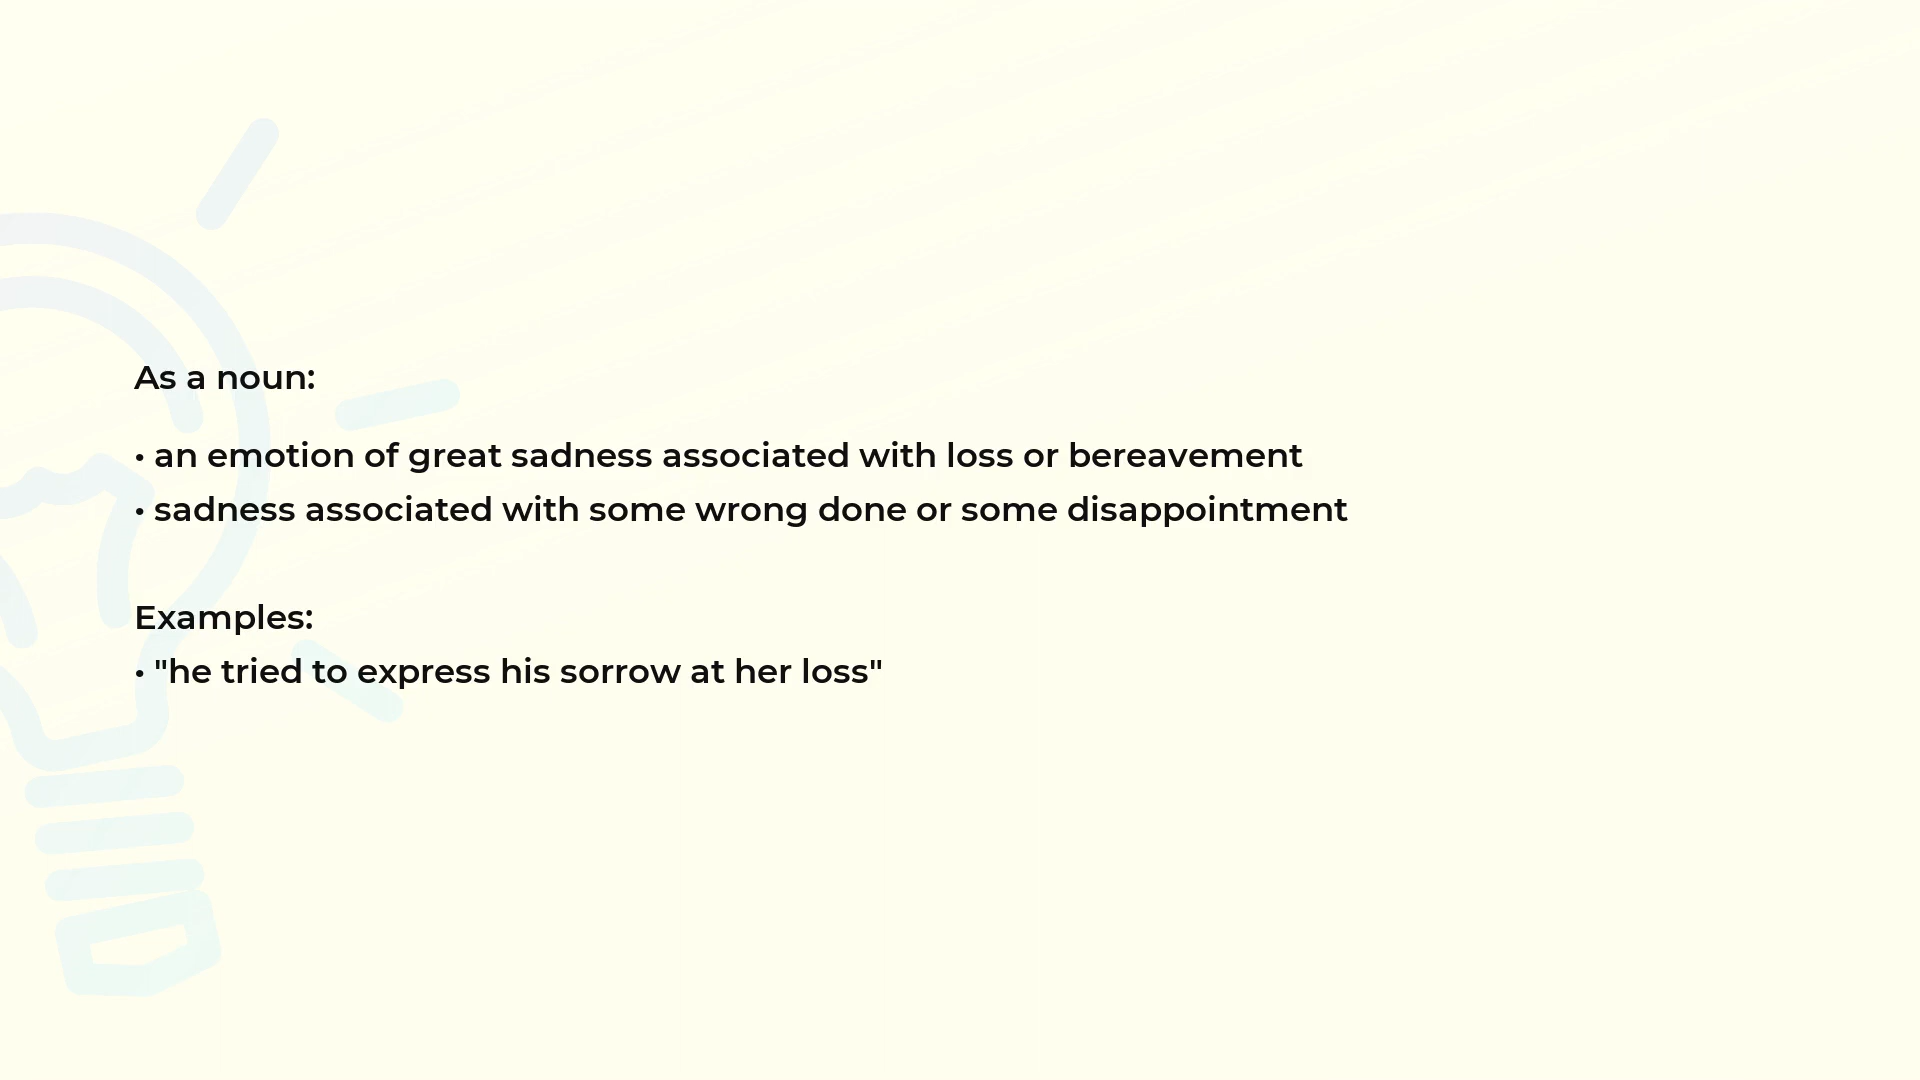 As a noun:
• an emotion of great sadness associated with loss or bereavement
• sadness associated with some wrong done or some disappointment
Examples:
• "he tried to express his sorrow at her loss"